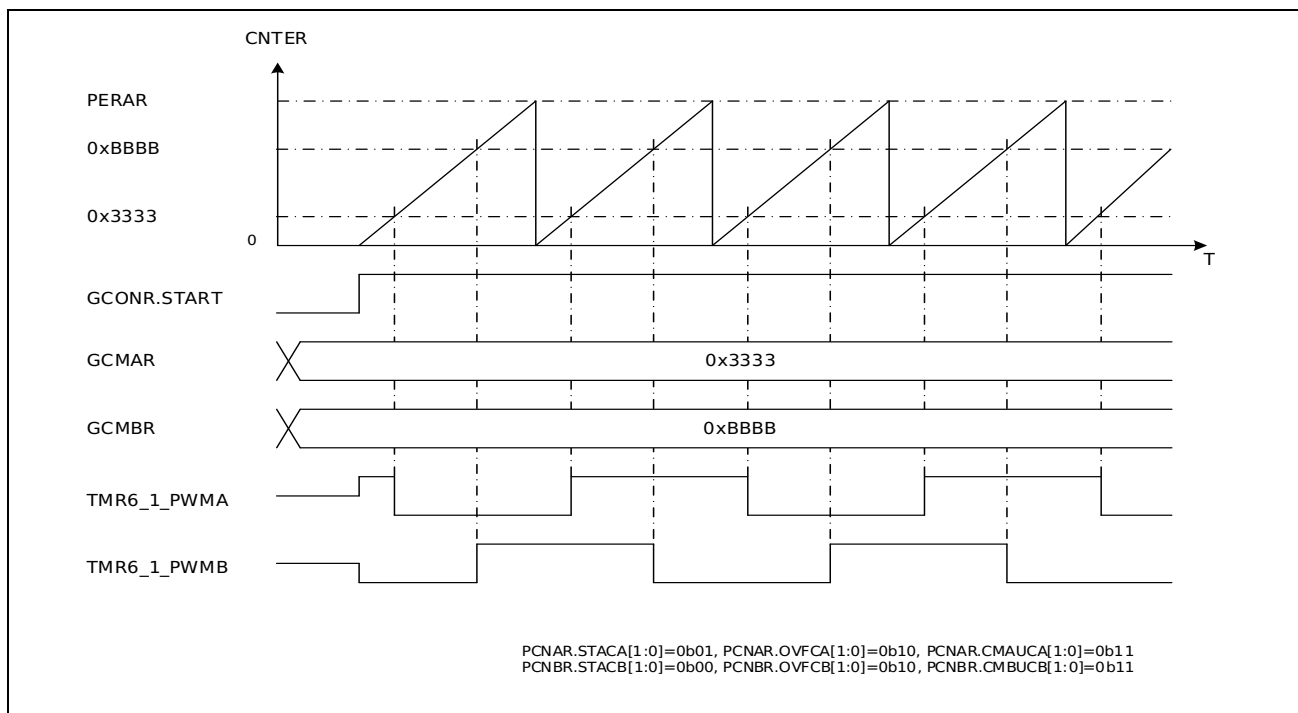 CNTER
PERAR
0xBBBB
0x3333
0
T
GCONR.START
GCMAR
0x3333
GCMBR
0xBBBB
TMR6_1_PWMA
TMR6_1_PWMB
PCNAR.STACA[1:0]=0b01, PCNAR.OVFCA[1:0]=0b10, PCNAR.CMAUCA[1:0]=0b11
PCNBR.STACB[1:0]=0b00, PCNBR.OVFCB[1:0]=0b10, PCNBR.CMBUCB[1:0]=0b11